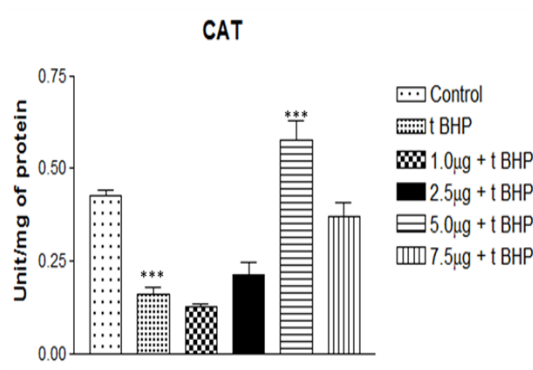 CAT
Unit/mg of protein
0.75
0.50
0.25
0.00
***
***
Control
t BHP
1.0μg + t BHP
2.5μg + t BHP
5.0μg + t BHP
7.5μg + t BHP